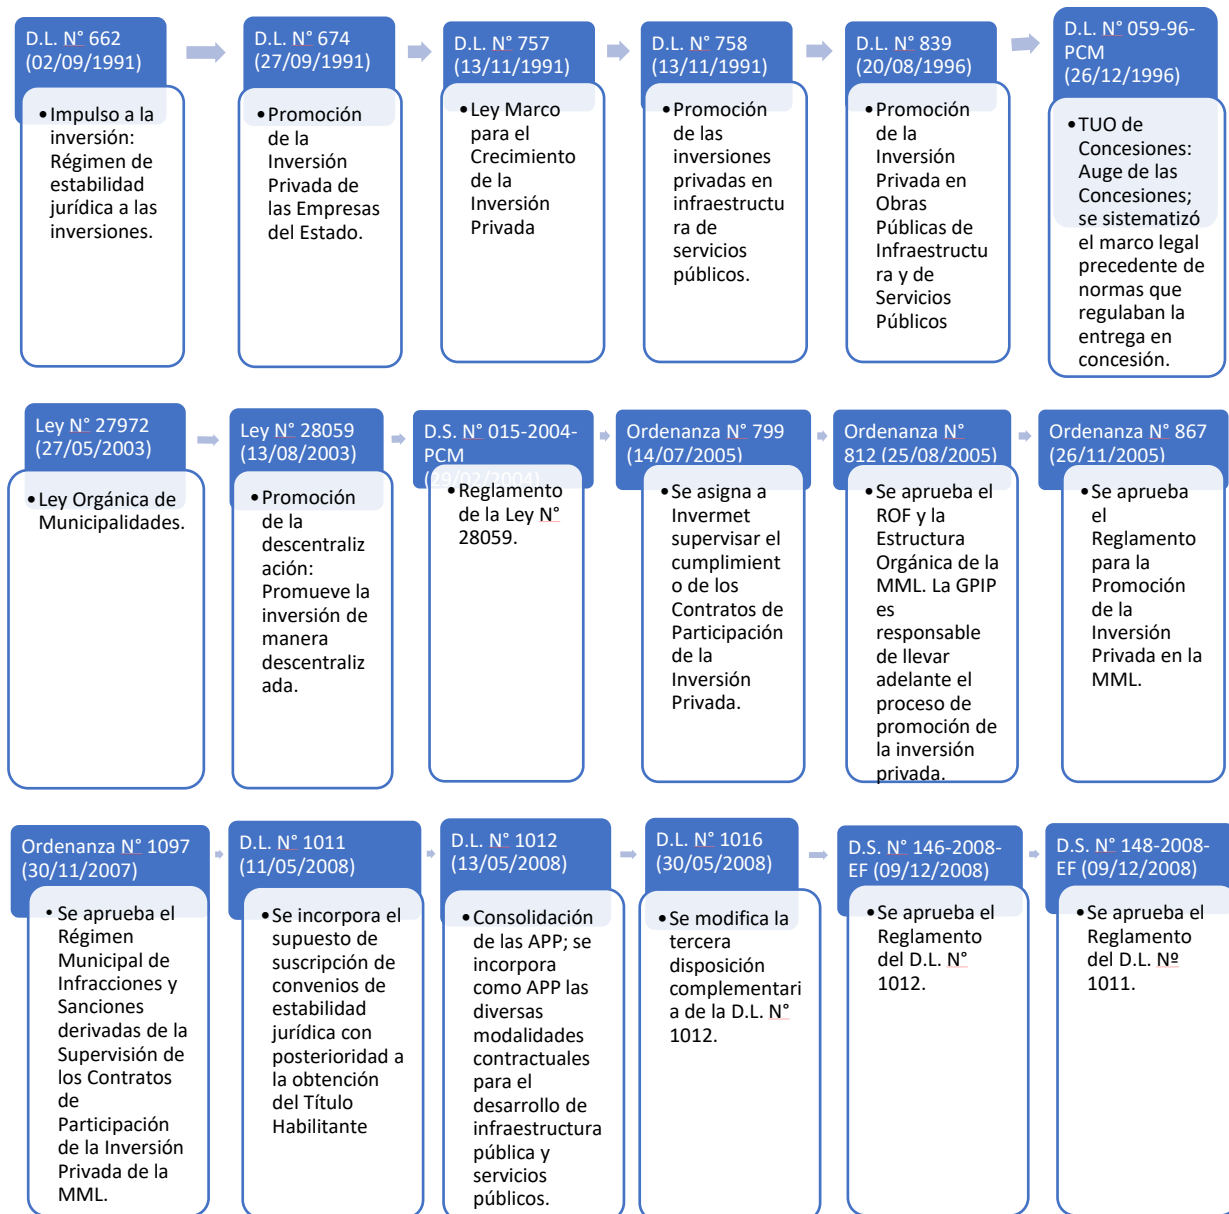 D.L. N° 662
(02/09/1991)
•Impulso a la
inversión:
Régimen de
estabilidad
jurídica a las
inversiones.
D.L. N° 674
(27/09/1991)
•Promoción
de la
Inversión
Privada de
las Empresas
del Estado.
D.L. N° 757
(13/11/1991)
•Ley Marco
para el
Crecimiento
de la
Inversión
Privada
D.L. N° 758
(13/11/1991)
•Promoción
de las
inversiones
privadas en
infraestructu
ra de
servicios
públicos.
D.L. N° 839
(20/08/1996)
•Promoción
de la
Inversión
Privada en
Obras
Públicas de
Infraestructu
ra y de
Servicios
Públicos
D.L. N° 059-96-
PCM
(26/12/1996)
•TUO de
Concesiones:
Auge de las
Concesiones;
se sistematizó
el marco legal
precedente de
normas que
regulaban la
entrega en
concesión.
Ley N° 27972
(27/05/2003)
•Ley Orgánica de
Municipalidades.
Ley N° 28059
(13/08/2003)
•Promoción
de la
descentraliz
ación:
Promueve la
inversión de
manera
descentraliz
ada.
D.S. N° 015-2004-
PCM
(29/02/2004)
•Reglamento
de la Ley N°
28059.
Ordenanza N° 799
(14/07/2005)
•Se asigna a
Invermet
supervisar el
cumplimient
o de los
Contratos de
Participación
de la
Inversión
Privada.
Ordenanza N°
812 (25/08/2005)
•Se aprueba el
ROF y la
Estructura
Orgánica de
la MML. La GPIP
es
responsable
de llevar
adelante el
proceso de
promoción de
la inversión
privada.
Ordenanza N° 867
(26/11/2005)
•Se aprueba
el
Reglamento
para la
Promoción
de la
Inversión
Privada en la
MML.
Ordenanza N° 1097
(30/11/2007)
• Se aprueba el
Régimen
Municipal de
Infracciones y
Sanciones
derivadas de la
Supervisión de
los Contratos
de
Participación
de la Inversión
Privada de la
MML.
D.L. N° 1011
(11/05/2008)
•Se incorpora el
supuesto de
suscripción de
convenios de
estabilidad
jurídica con
posterioridad a
la obtención
del Título
Habilitante
D.L. N° 1012
(13/05/2008)
•Consolidación
de las APP; se
incorpora
como APP las
diversas
modalidades
contractuales
para el
desarrollo de
infraestructura
pública y
servicios
públicos.
D.L. N° 1016
(30/05/2008)
•Se modifica la
tercera
disposición
complementari
a de la D.L. N°
1012.
D.S. N° 146-2008-
EF (09/12/2008)
•Se aprueba el
Reglamento
del D.L. N°
1012.
D.S. N° 148-2008-
EF (09/12/2008)
•Se aprueba el
Reglamento
del D.L. Nº
1011.